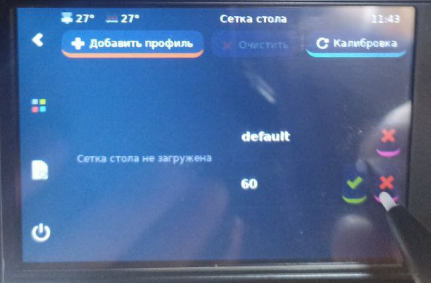 27° 27° Сетка стола 11:43
Добавить профиль Очистить Калибровка
default
Сетка стола не загружена
60